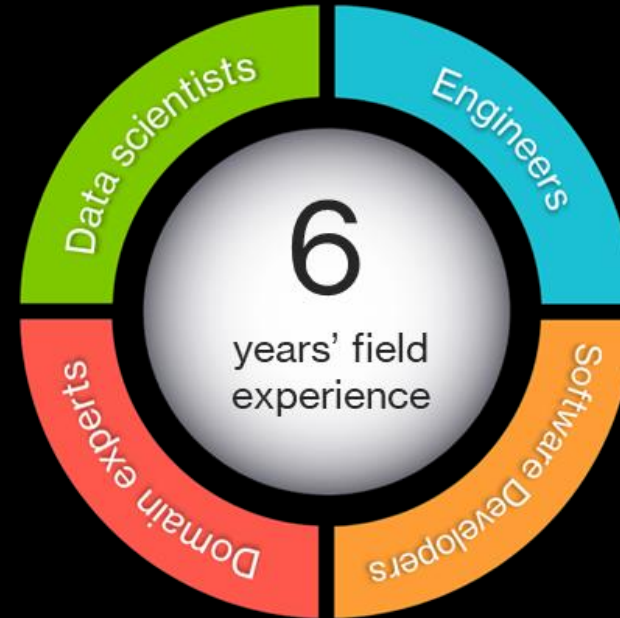 Data scientists
Engineers
6
years’ field
experience
Domain experts
Software Developers